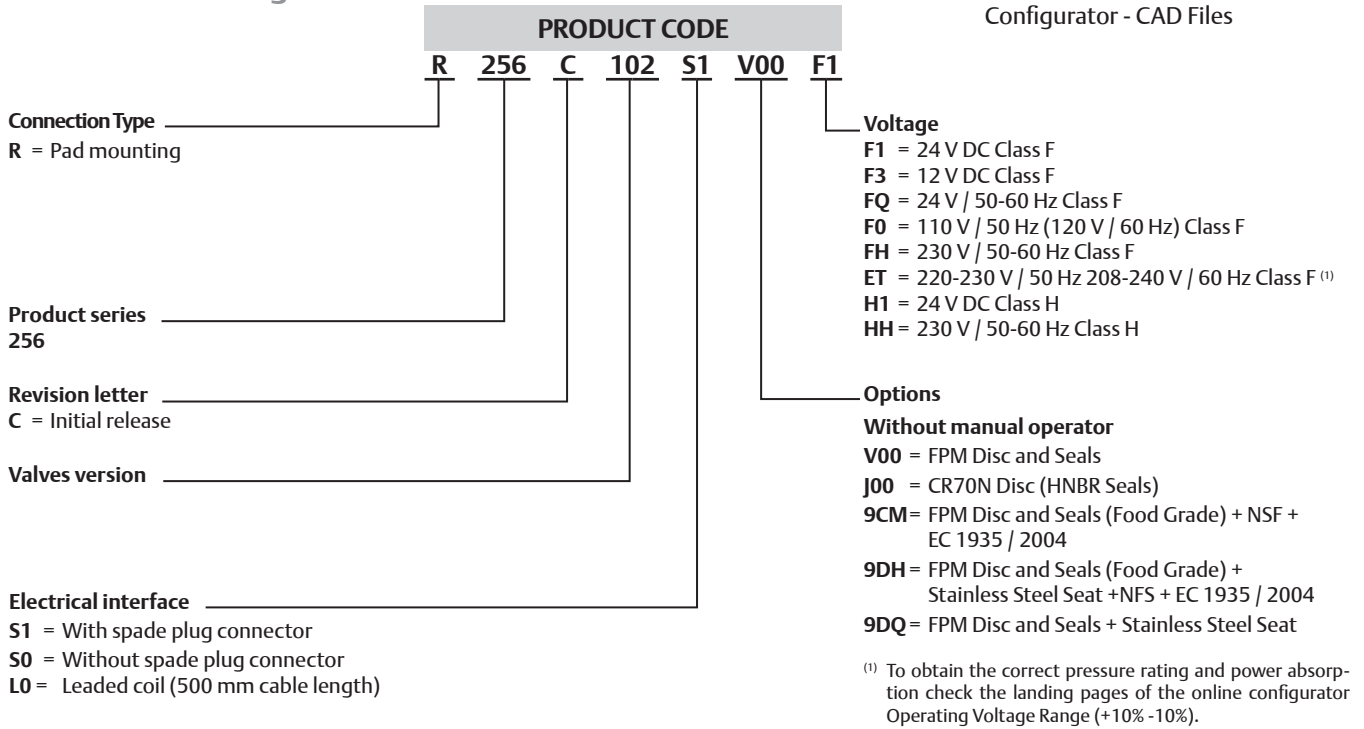 Configurator - CAD Files
PRODUCT CODE
R 256 C 102 S1 V00 F1
Connection Type
R = Pad mounting
Product series
256
Revision letter
C = Initial release
Valves version
Electrical interface
S1 = With spade plug connector
S0 = Without spade plug connector
L0 = Leaded coil (500 mm cable length)
Voltage
F1 = 24 V DC Class F
F3 = 12 V DC Class F
FQ = 24 V / 50-60 Hz Class F
F0 = 110 V / 50 Hz (120 V / 60 Hz) Class F
FH = 230 V / 50-60 Hz Class F
ET = 220-230 V / 50 Hz 208-240 V / 60 Hz Class F (1)
H1 = 24 V DC Class H
HH = 230 V / 50-60 Hz Class H
Options
Without manual operator
V00 = FPM Disc and Seals
J00 = CR70N Disc (HNBR Seals)
9CM = FPM Disc and Seals (Food Grade) + NSF +
EC 1935 / 2004
9DH = FPM Disc and Seals (Food Grade) +
Stainless Steel Seat +NFS + EC 1935 / 2004
9DQ = FPM Disc and Seals + Stainless Steel Seat
(1) To obtain the correct pressure rating and power absorp-
tion check the landing pages of the online configurator
Operating Voltage Range (+10% -10%).